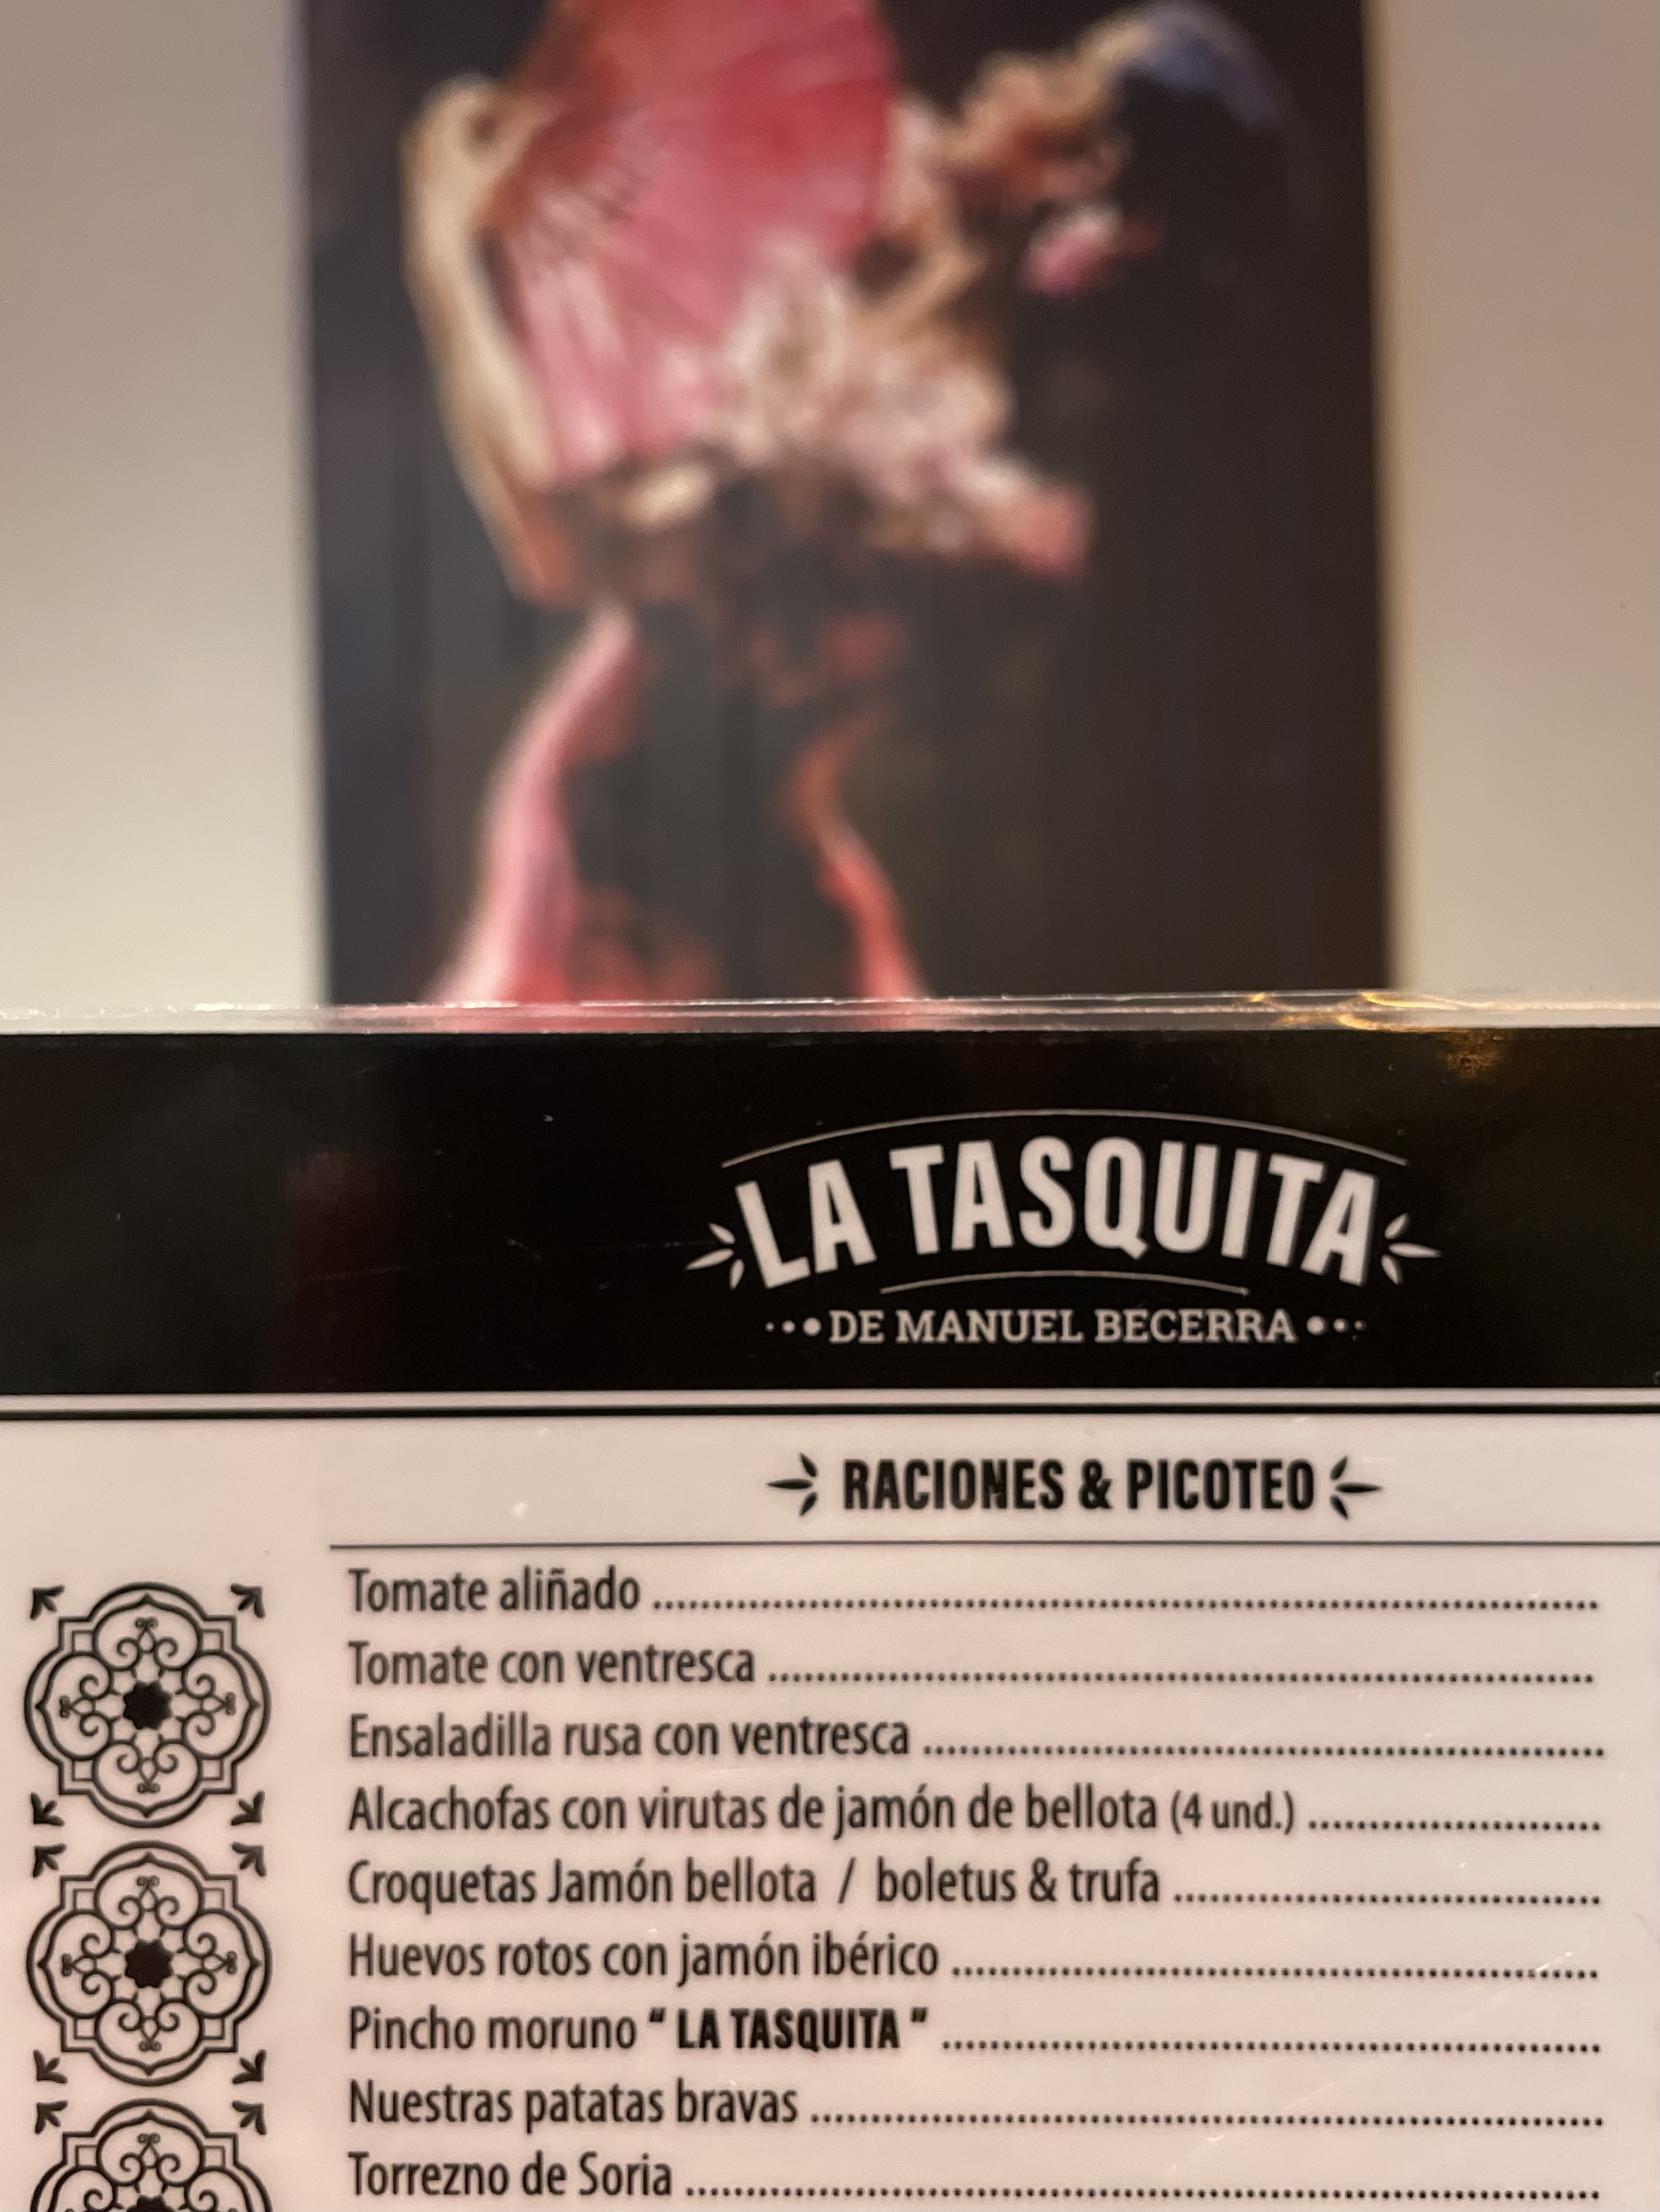 LA TASQUITA
DE MANUEL BECERRA
RACIONES & PICOTEO
Tomate aliñado ........................................
Tomate con ventresca ........................................
Ensaladilla rusa con ventresca ........................................
Alcachofas con virutas de jamón de bellota (4 und.) ........................................
Croquetas Jamón bellota / boletus & trufa ........................................
Huevos rotos con jamón ibérico ........................................
Pincho moruno “ LA TASQUITA ” ........................................
Nuestras patatas bravas ........................................
Torrezno de Soria ........................................